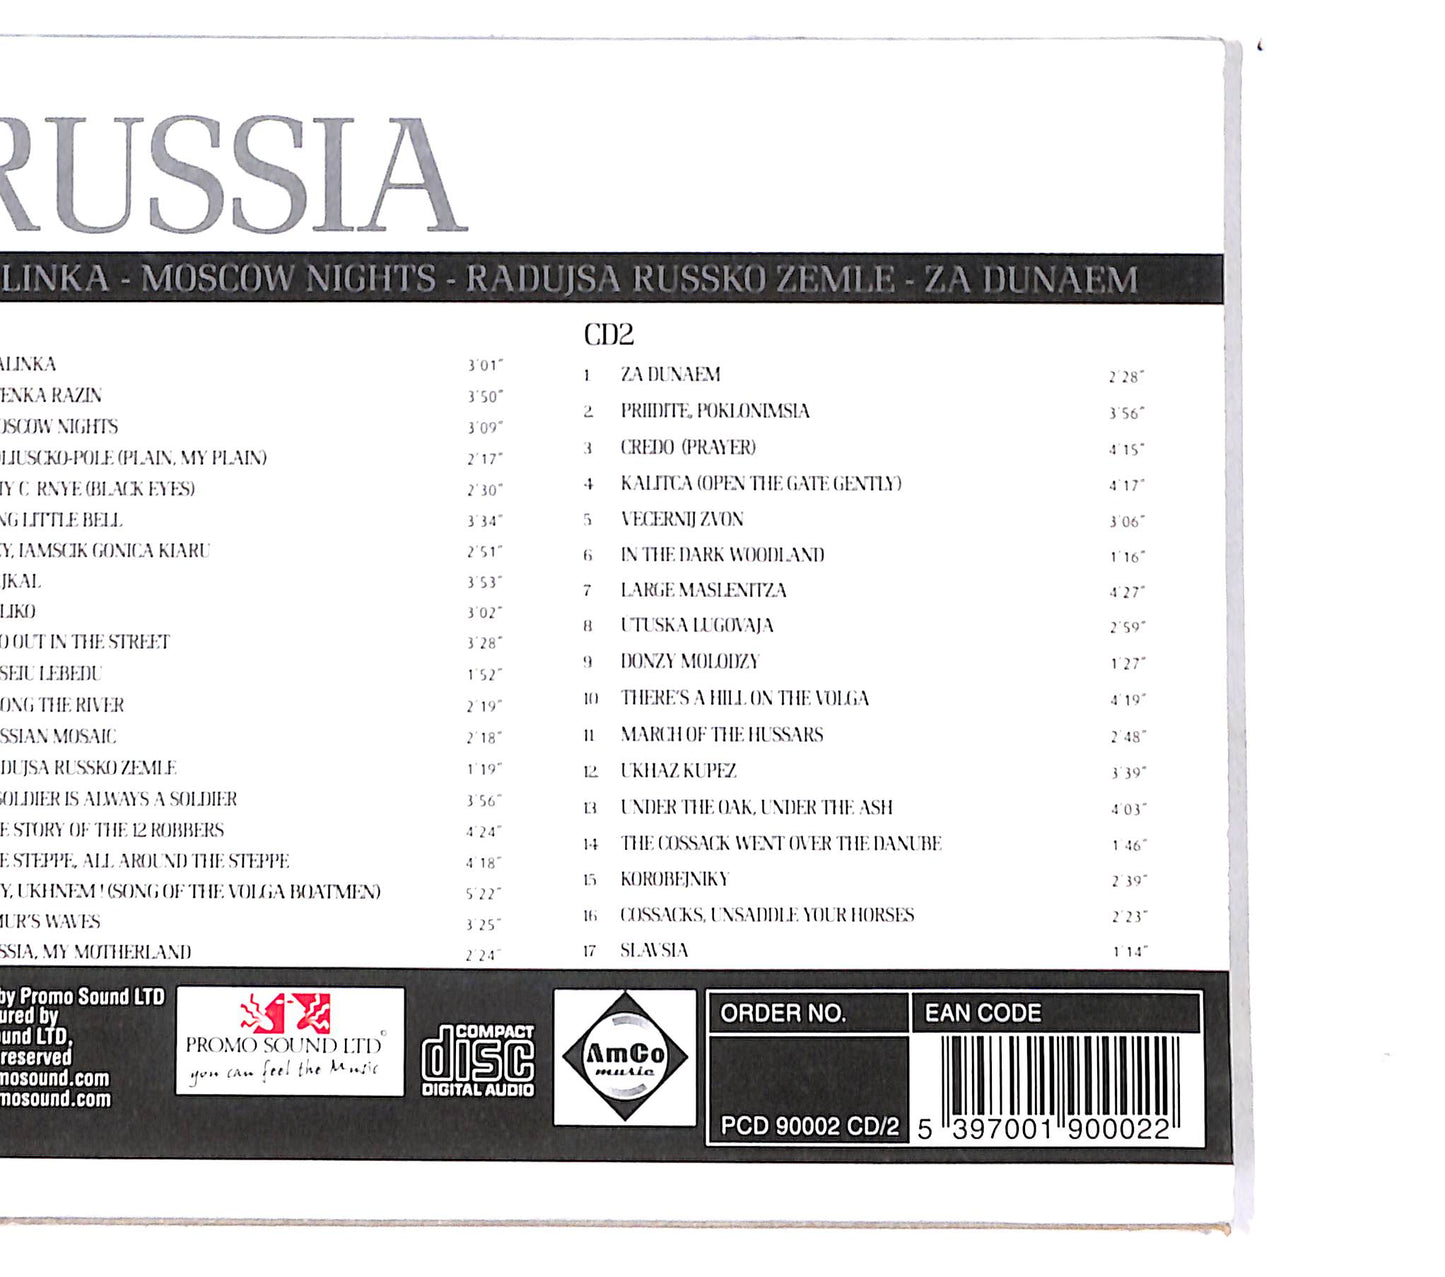 RUSSIA
LINKA - MOSCOW NIGHTS - RADUJSA RUSSKO ZEMLE - ZA DUNAEM
ALINKA 3'01"
ENKA RAZIN 3'50"
OSCOW NIGHTS 3'09"
OLIUSCKO-POLE (PLAIN, MY PLAIN) 2'17"
HY C RNYE (BLACK EYES) 2'30"
NG LITTLE BELL 3'34"
Y, IAMSCIK GONICA KIARU 2'51"
JKAL 3'53"
LIKO 3'02"
O OUT IN THE STREET 3'28"
SEIU LEBEDU 1'52"
ONG THE RIVER 2'19"
SSIAN MOSAIC 2'18"
DUJSA RUSSKO ZEMLE 1'19"
SOLDIER IS ALWAYS A SOLDIER 3'56"
E STORY OF THE 12 ROBBERS 4'24"
E STEPPE, ALL AROUND THE STEPPE 4'18"
Y, UKHNEM ! (SONG OF THE VOLGA BOATMEN) 5'22"
MUR'S WAVES 3'25"
SSIA, MY MOTHERLAND 2'24"
CD2
1 ZA DUNAEM 2'28"
2 PRIIDITE, POKLONIMSIA 3'56"
3 CREDO (PRAYER) 4'15"
4 KALITCA (OPEN THE GATE GENTLY) 4'17"
5 VECERNIJ ZVON 3'06"
6 IN THE DARK WOODLAND 1'16"
7 LARGE MASLENITZA 4'27"
8 UTUSKA LUGOVAJA 2'59"
9 DONZY MOLODZY 1'27"
10 THERE'S A HILL ON THE VOLGA 4'19"
11 MARCH OF THE HUSSARS 2'48"
12 UKHAZ KUPEZ 3'39"
13 UNDER THE OAK, UNDER THE ASH 4'03"
14 THE COSSACK WENT OVER THE DANUBE 1'46"
15 KOROBEJNIKY 2'39"
16 COSSACKS, UNSADDLE YOUR HORSES 2'23"
17 SLAVSIA 1'14"
by Promo Sound LTD
ured by
und LTD,
reserved
mosound.com
mosound.com
PROMO SOUND LTD©
you can feel the Music
COMPACT
disc
DIGITAL AUDIO
AmCo
music
ORDER NO.
PCD 90002 CD/2
EAN CODE
5 397001 900022